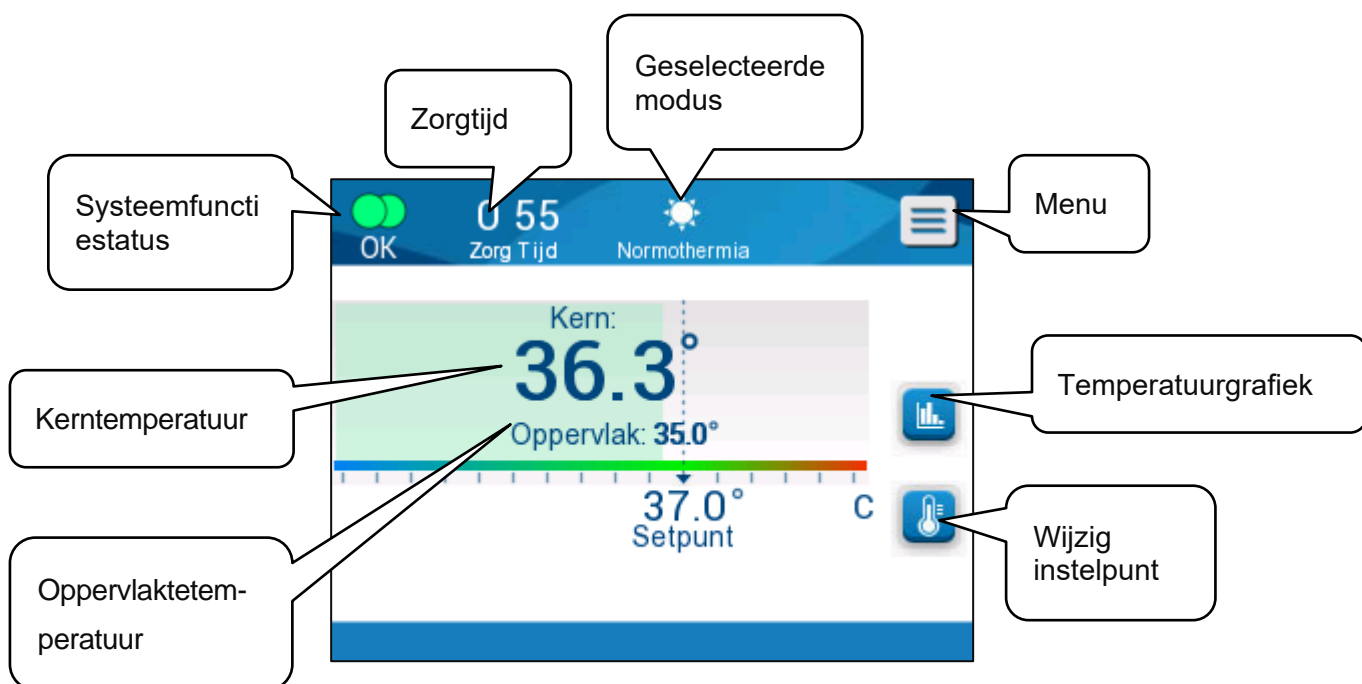 Geselecteerde
modus
Zorgtijd
Systeemfuncti
estatus
Menu
OK
0 55
Zorg Tijd
Normothermia
Kern:
36.3°
Oppervlak: 35.0°
37.0°
C
Setpunt
Kerntemperatuur
Temperatuurgrafiek
Oppervlaktetem-
peratuur
Wijzig
instelpunt